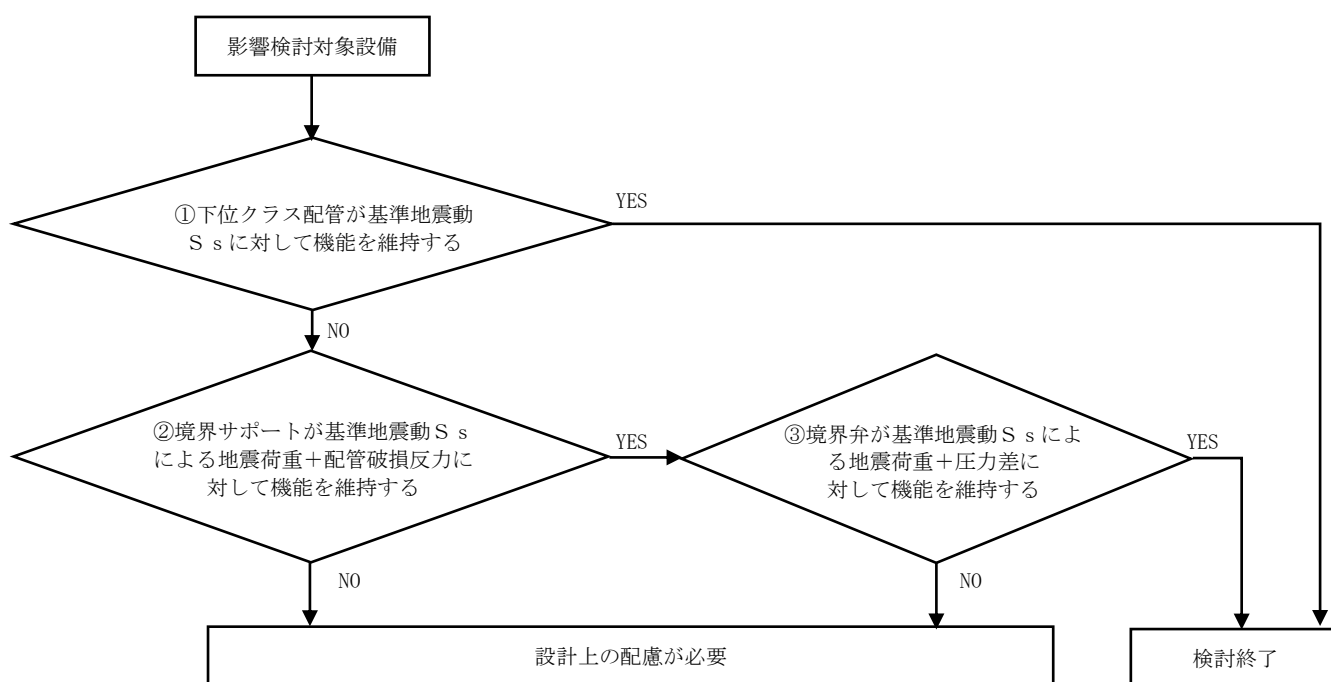 影響検討対象設備
①下位クラス配管が基準地震動
Ｓｓに対して機能を維持する
YES
NO
②境界サポートが基準地震動Ｓｓ
による地震荷重＋配管破損反力に
対して機能を維持する
YES
③境界弁が基準地震動Ｓｓによ
る地震荷重＋圧力差に
対して機能を維持する
YES
NO
NO
設計上の配慮が必要
検討終了